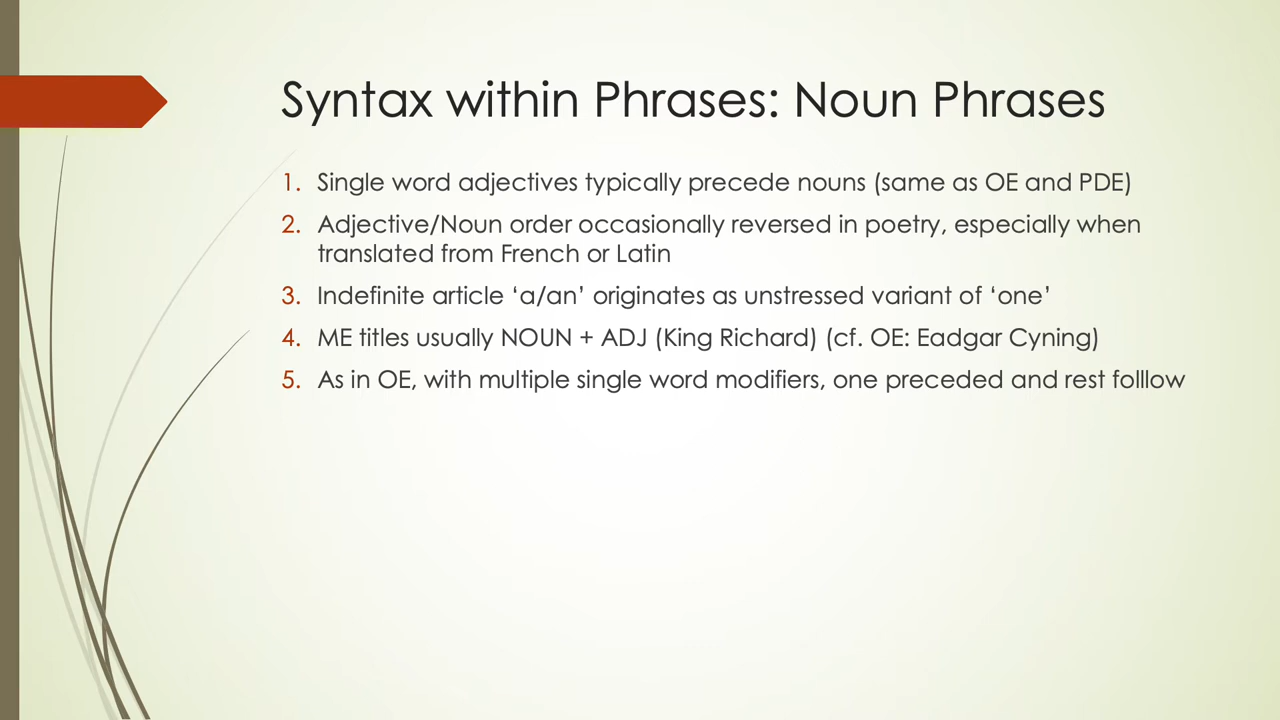 Syntax within Phrases: Noun Phrases
1. Single word adjectives typically precede nouns (same as OE and PDE)
2. Adjective/Noun order occasionally reversed in poetry, especially when
translated from French or Latin
3. Indefinite article ‘a/an’ originates as unstressed variant of ‘one’
4. ME titles usually NOUN + ADJ (King Richard) (cf. OE: Eadgar Cyning)
5. As in OE, with multiple single word modifiers, one preceded and rest folllow